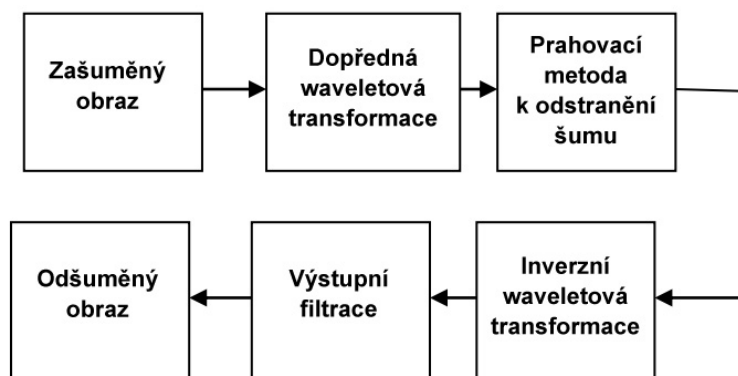 Zašuměný
obraz
Dopředná
waveletová
transformace
Prahovací
metoda
k odstranění
šumu
Odšuměný
obraz
Výstupní
filtrace
Inverzní
waveletová
transformace